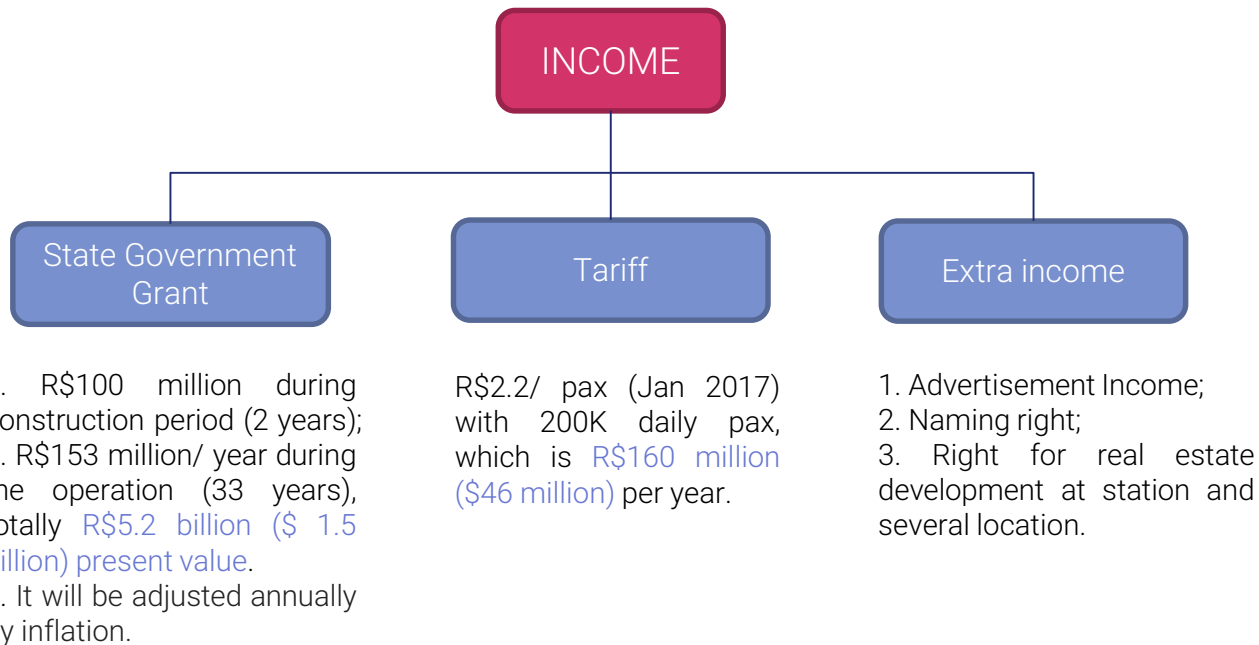 INCOME
State Government
Grant
Tariff
Extra income
. R$100 million during
onstruction period (2 years);
. R$153 million/ year during
he operation (33 years),
otally R$5.2 billion ($ 1.5
illion) present value.
. It will be adjusted annually
y inflation.
R$2.2/ pax (Jan 2017)
with 200K daily pax,
which is R$160 million
($46 million) per year.
1. Advertisement Income;
2. Naming right;
3. Right for real estate
development at station and
several location.